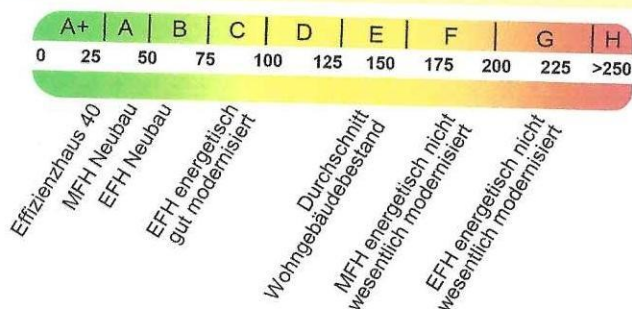 A+ A B C D E F G H
0 25 50 75 100 125 150 175 200 225 >250
Effizienzhaus 40
MFH Neubau
EFH Neubau
EFH energetisch
gut modernisiert
Durchschnitt
Wohngebäudebestand
MFH energetisch nicht
wesentlich modernisiert
EFH energetisch nicht
wesentlich modernisiert